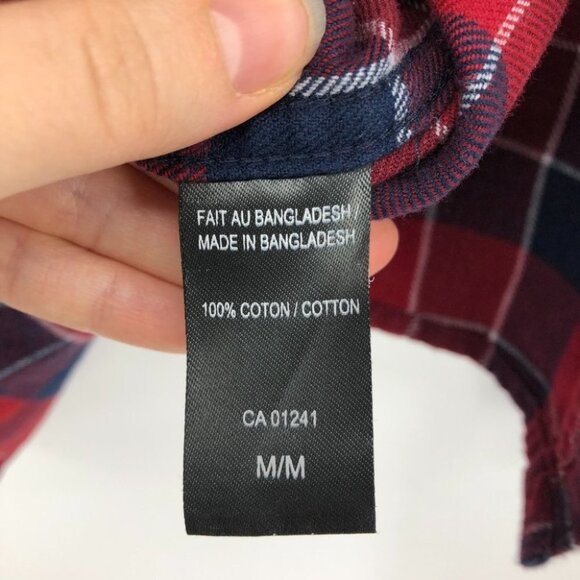 FAIT AU BANGLADESH /
MADE IN BANGLADESH
100% COTON / COTTON
CA 01241
M/M